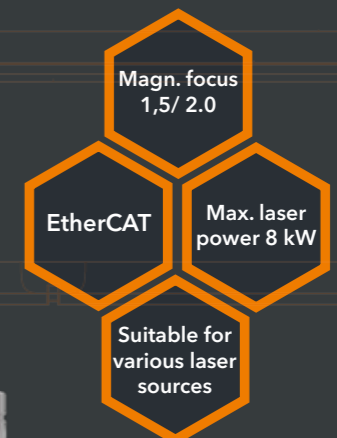 Magn. focus
1,5/ 2.0
EtherCAT
Max. laser
power 8 kW
Suitable for
various laser
sources